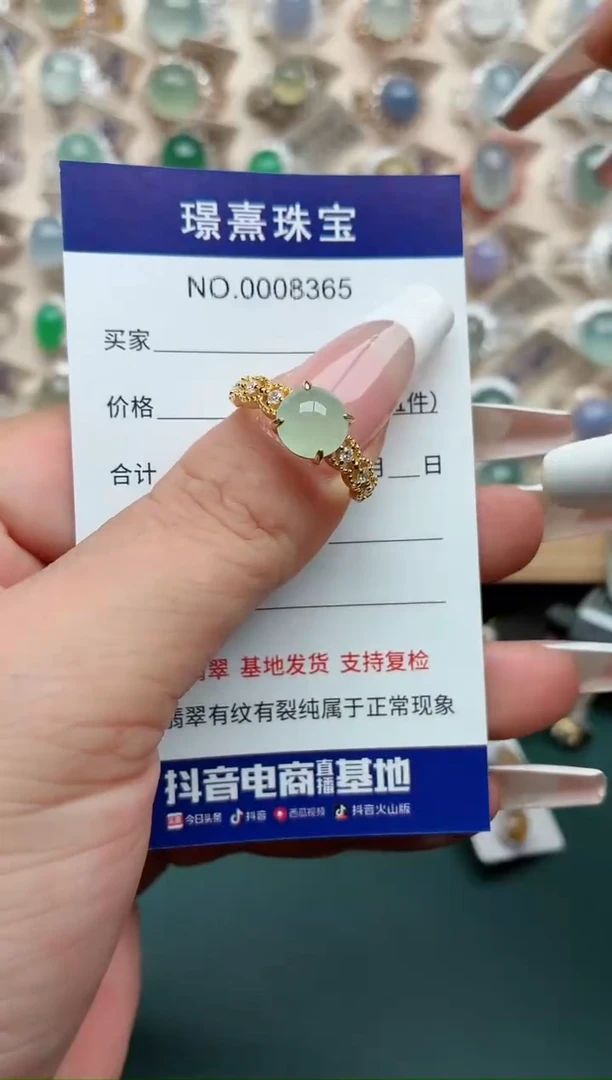 璟熹珠宝
NO.0008365
买家
价格 件)
合计 月 日
翡翠 基地发货 支持复检
翡翠有纹有裂纯属于正常现象
抖音电商直播基地
今日头条 抖音 西瓜视频 抖音火山版